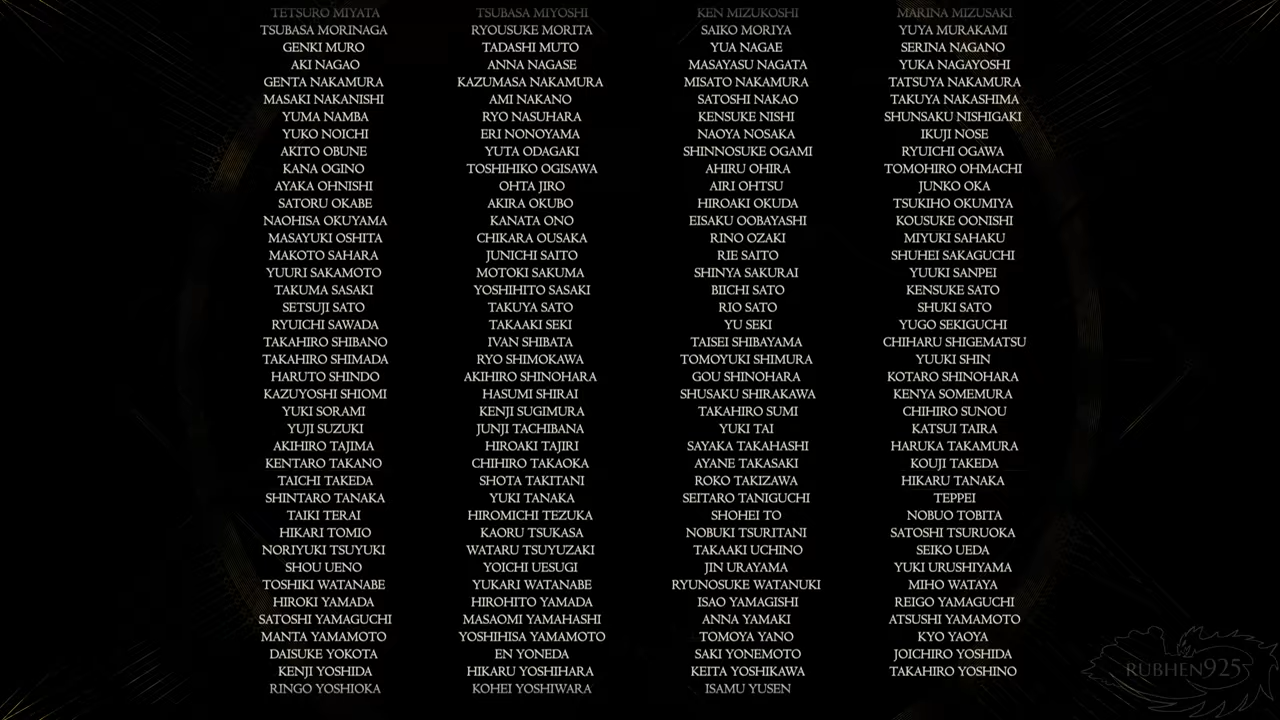 TETSURO MIYATA TSUBASA MIYOSHI KEN MIZUKOSHI MARINA MIZUSAKI
TSUBASA MORINAGA RYOUSUKE MORITA SAIKO MORIYA YUYA MURAKAMI
GENKI MURO TADASHI MUTO YUA NAGAE SERINA NAGANO
AKI NAGAO ANNA NAGASE MASAYASU NAGATA YUKA NAGAYOSHI
GENTA NAKAMURA KAZUMASA NAKAMURA MISATO NAKAMURA TATSUYA NAKAMURA
MASAKI NAKANISHI AMI NAKANO SATOSHI NAKAO TAKUYA NAKASHIMA
YUMA NAMBA RYO NASUHARA KENSUKE NISHI SHUNSAKU NISHIGAKI
YUKO NOICHI ERI NONOYAMA NAOYA NOSAKA IKUJI NOSE
AKITO OBUNE YUTA ODAGAKI SHINNOSUKE OGAMI RYUICHI OGAWA
KANA OGINO TOSHIHIKO OGISAWA AHIRU OHIRA TOMOHIRO OHMACHI
AYAKA OHNISHI OHTA JIRO AIRI OHTSU JUNKO OKA
SATORU OKABE AKIRA OKUBO HIROAKI OKUDA TSUKIHO OKUMIYA
NAOHISA OKUYAMA KANATA ONO EISAKU OOBAYASHI KOUSUKE OONISHI
MASAYUKI OSHITA CHIKARA OUSAKA RINO OZAKI MIYUKI SAHAKU
MAKOTO SAHARA JUNICHI SAITO RIE SAITO SHUHEI SAKAGUCHI
YUURI SAKAMOTO MOTOKI SAKUMA SHINYA SAKURAI YUUKI SANPEI
TAKUMA SASAKI YOSHIHITO SASAKI BIICHI SATO KENSUKE SATO
SETSUJI SATO TAKUYA SATO RIO SATO SHUKI SATO
RYUICHI SAWADA TAKAAKI SEKI YU SEKI YUGO SEKIGUCHI
TAKAHIRO SHIBANO IVAN SHIBATA TAISEI SHIBAYAMA CHIHARU SHIGEMATSU
TAKAHIRO SHIMADA RYO SHIMOKAWA TOMOYUKI SHIMURA YUUKI SHIN
HARUTO SHINDO AKIHIRO SHINOHARA GOU SHINOHARA KOTARO SHINOHARA
KAZUYOSHI SHIOMI HASUMI SHIRAI SHUSAKU SHIRAKAWA KENYA SOMEMURA
YUKI SORAMI KENJI SUGIMURA TAKAHIRO SUMI CHIHIRO SUNOU
YUJI SUZUKI JUNJI TACHIBANA YUKI TAI KATSUI TAIRA
AKIHIRO TAJIMA HIROAKI TAJIRI SAYAKA TAKAHASHI HARUKA TAKAMURA
KENTARO TAKANO CHIHIRO TAKAOKA AYANE TAKASAKI KOUJI TAKEDA
TAICHI TAKEDA SHOTA TAKITANI ROKO TAKIZAWA HIKARU TANAKA
SHINTARO TANAKA YUKI TANAKA SEITARO TANIGUCHI TEPPEI
TAIKI TERAI HIROMICHI TEZUKA SHOHEI TO NOBUO TOBITA
HIKARI TOMIO KAORU TSUKASA NOBUKI TSURITANI SATOSHI TSURUOKA
NORIYUKI TSUYUKI WATARU TSUYUZAKI TAKAAKI UCHINO SEIKO UEDA
SHOU UENO YOICHI UESUGI JIN URAYAMA YUKI URUSHIYAMA
TOSHIKI WATANABE YUKARI WATANABE RYUNOSUKE WATANUKI MIHO WATAYA
HIROKI YAMADA HIROHITO YAMADA ISAO YAMAGISHI REIGO YAMAGUCHI
SATOSHI YAMAGUCHI MASAOMI YAMAHASHI ANNA YAMAKI ATSUSHI YAMAMOTO
MANTA YAMAMOTO YOSHIHISA YAMAMOTO TOMOYA YANO KYO YAOYA
DAISUKE YOKOTA EN YONEDA SAKI YONEMOTO JOICHIRO YOSHIDA
KENJI YOSHIDA HIKARU YOSHIHARA KEITA YOSHIKAWA TAKAHIRO YOSHINO
RINGO YOSHIOKA KOHEI YOSHIWARA ISAMU YUSEN
RUBHEN925